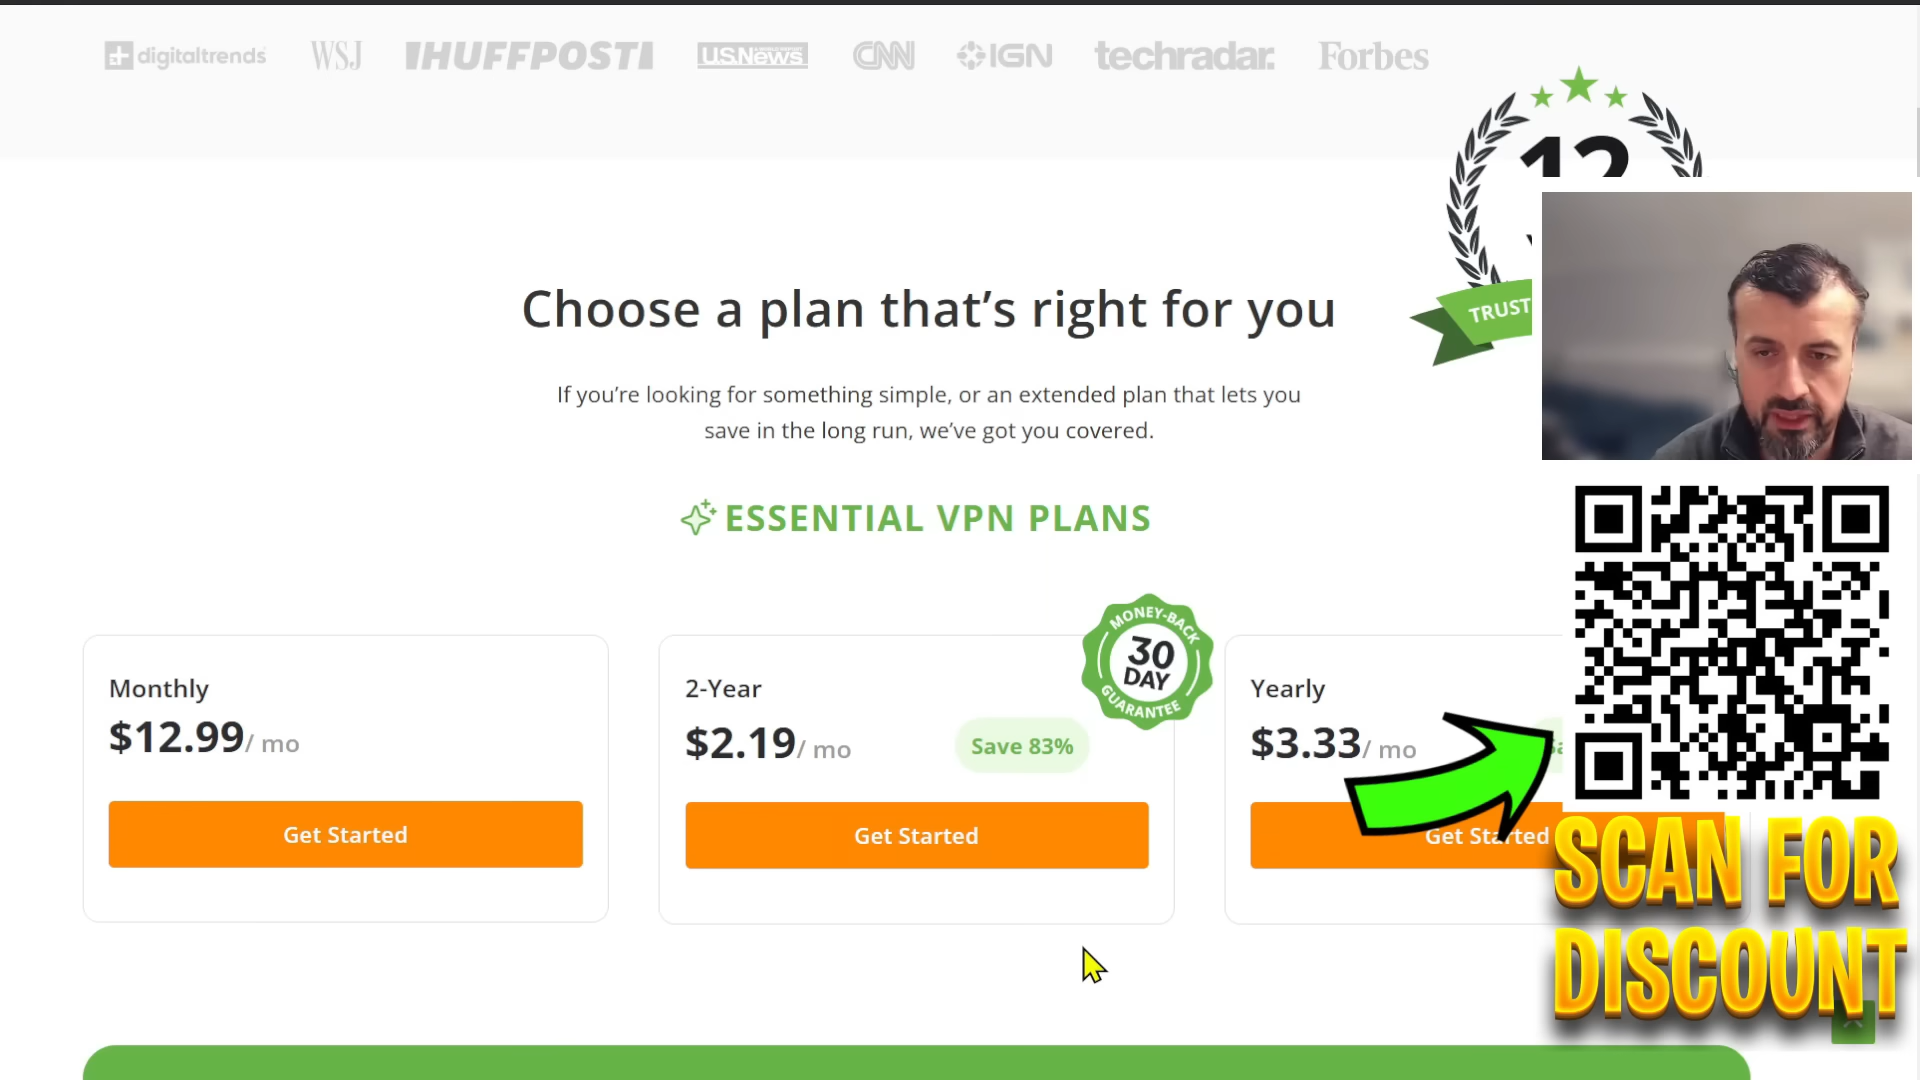 digitaltrends WSJ HUFFPOST U.S.News CNN IGN techradar. Forbes
12
TRUST
Choose a plan that’s right for you
If you’re looking for something simple, or an extended plan that lets you
save in the long run, we’ve got you covered.
ESSENTIAL VPN PLANS
MONEY-BACK
30
DAY
GUARANTEE
Monthly
$12.99/ mo
Get Started
2-Year
$2.19/ mo
Save 83%
Get Started
Yearly
$3.33/ mo
Get Started
SCAN FOR
DISCOUNT